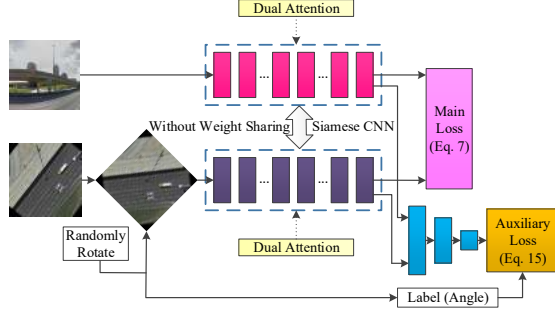 Dual Attention
...
...
Without Weight Sharing
Siamese CNN
Main
Loss
(Eq. 7)
...
...
Randomly
Rotate
Dual Attention
Auxiliary
Loss
(Eq. 15)
Label (Angle)